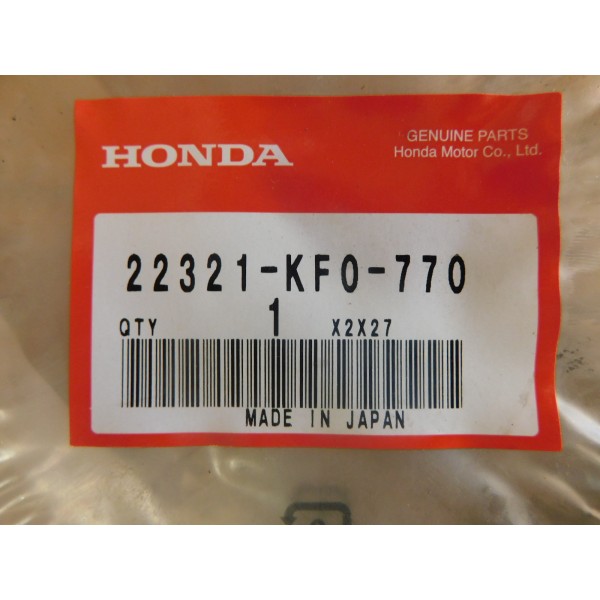 HONDA
GENUINE PARTS
Honda Motor Co., Ltd.
22321-KF0-770
QTY 1 X2X27
MADE IN JAPAN